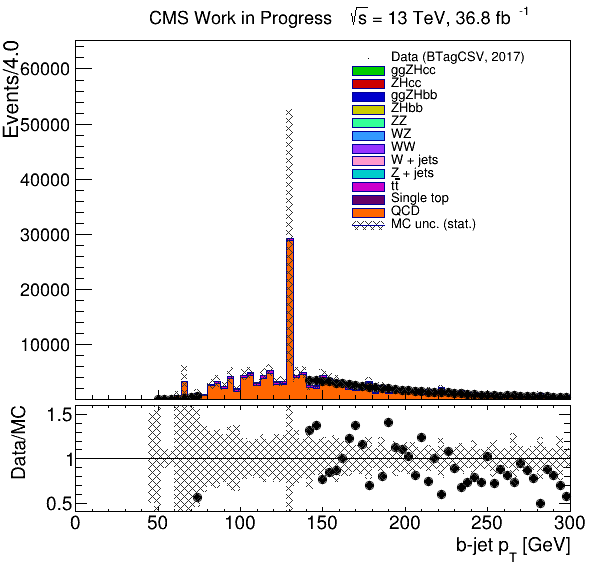 CMS Work in Progress √s = 13 TeV, 36.8 fb⁻¹
Events/4.0
60000
50000
40000
30000
20000
10000
Data (BTagCSV, 2017)
ggZHcc
ZHcc
ggZHbb
ZHbb
ZZ
WZ
WW
W + jets
Z + jets
tt̄
Single top
QCD
MC unc. (stat.)
Data/MC
1.5
1
0.5
0 50 100 150 200 250 300
b-jet p_T [GeV]